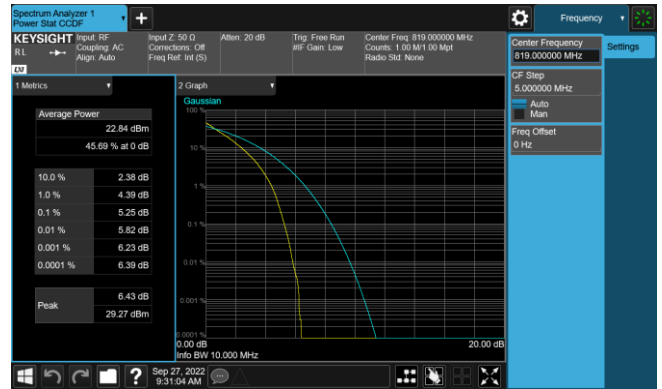 Spectrum Analyzer 1
Power Stat CCDF
Frequency
KEYSIGHT
RL
LXI
Input: RF
Coupling: AC
Align: Auto
Input Z: 50 Ω
Corrections: Off
Freq Ref: Int (S)
Atten: 20 dB
Trig: Free Run
#IF Gain: Low
Center Freq: 819.000000 MHz
Counts: 1.00 M/1.00 Mpt
Radio Std: None
Center Frequency
819.000000 MHz
Settings
CF Step
5.000000 MHz
Auto
Man
Freq Offset
0 Hz
1 Metrics
Average Power
22.84 dBm
45.69 % at 0 dB
10.0 % 2.38 dB
1.0 % 4.39 dB
0.1 % 5.25 dB
0.01 % 5.82 dB
0.001 % 6.23 dB
0.0001 % 6.39 dB
Peak
6.43 dB
29.27 dBm
2 Graph
Gaussian
100 %
10 %
1 %
0.1 %
0.01 %
0.001 %
0.0001 %
0.00 dB
20.00 dB
Info BW 10.000 MHz
?
Sep 27, 2022
9:31:04 AM